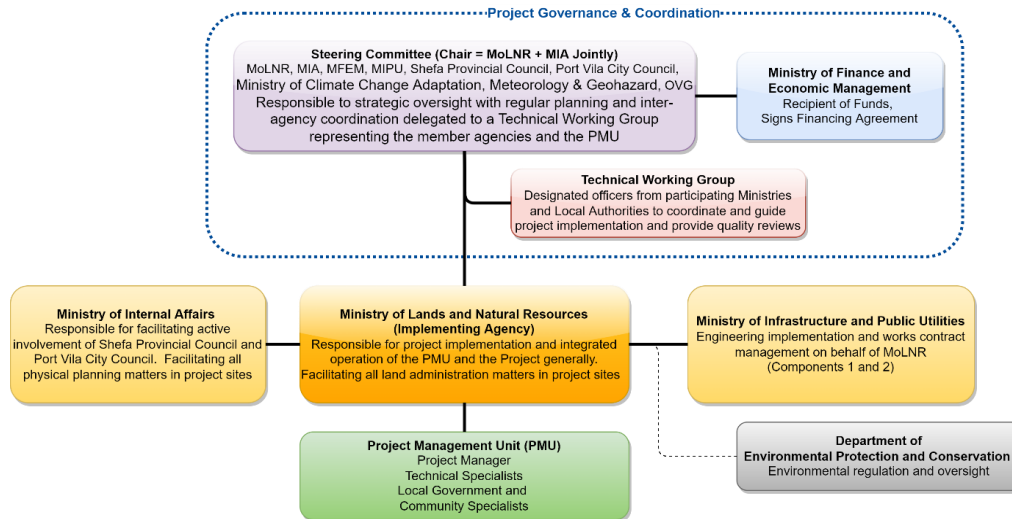 Project Governance & Coordination
Steering Committee (Chair = MoLNR + MIA Jointly)
MoLNR, MIA, MFEM, MIPU, Shefa Provincial Council, Port Vila City Council,
Ministry of Climate Change Adaptation, Meteorology & Geohazard, OVG
Responsible to strategic oversight with regular planning and inter-
agency coordination delegated to a Technical Working Group
representing the member agencies and the PMU
Ministry of Finance and
Economic Management
Recipient of Funds,
Signs Financing Agreement
Technical Working Group
Designated officers from participating Ministries
and Local Authorities to coordinate and guide
project implementation and provide quality reviews
Ministry of Internal Affairs
Responsible for facilitating active
involvement of Shefa Provincial Council and
Port Vila City Council. Facilitating all
physical planning matters in project sites
Ministry of Lands and Natural Resources
(Implementing Agency)
Responsible for project implementation and integrated
operation of the PMU and the Project generally.
Facilitating all land administration matters in project sites
Ministry of Infrastructure and Public Utilities
Engineering implementation and works contract
management on behalf of MoLNR
(Components 1 and 2)
Project Management Unit (PMU)
Project Manager
Technical Specialists
Local Government and
Community Specialists
Department of
Environmental Protection and Conservation
Environmental regulation and oversight